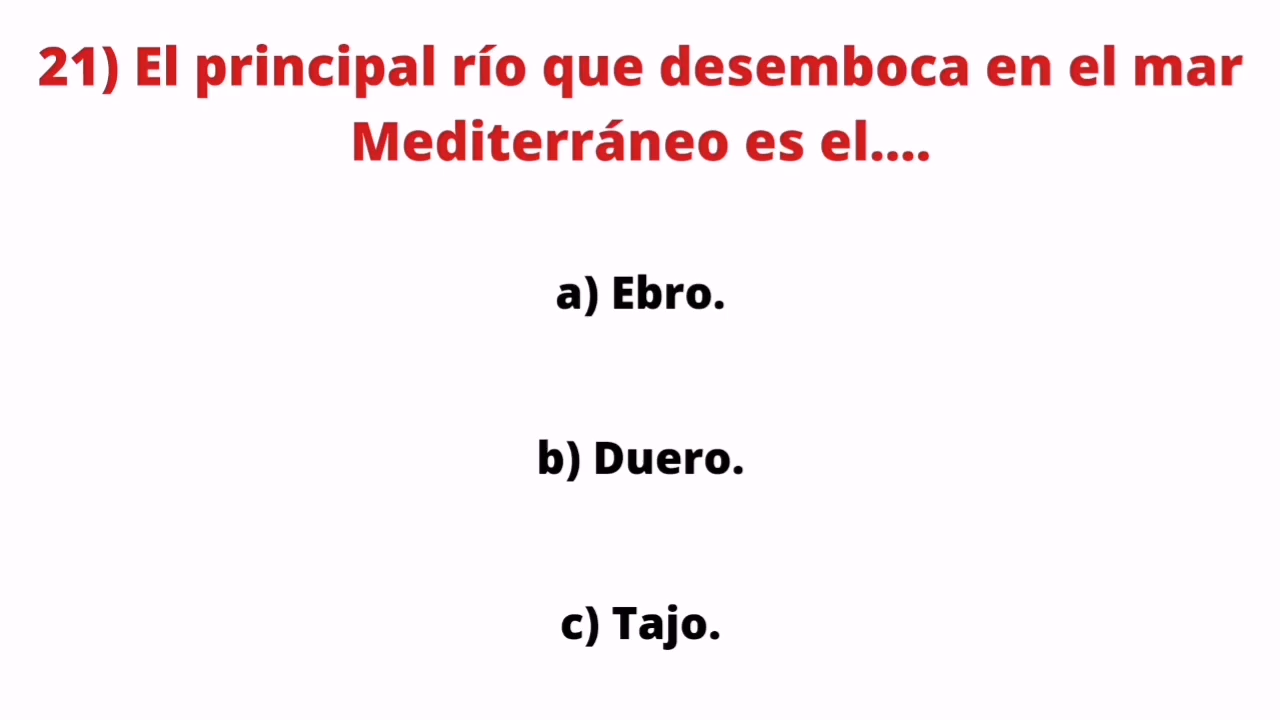 21) El principal río que desemboca en el mar
Mediterráneo es el....
a) Ebro.
b) Duero.
c) Tajo.